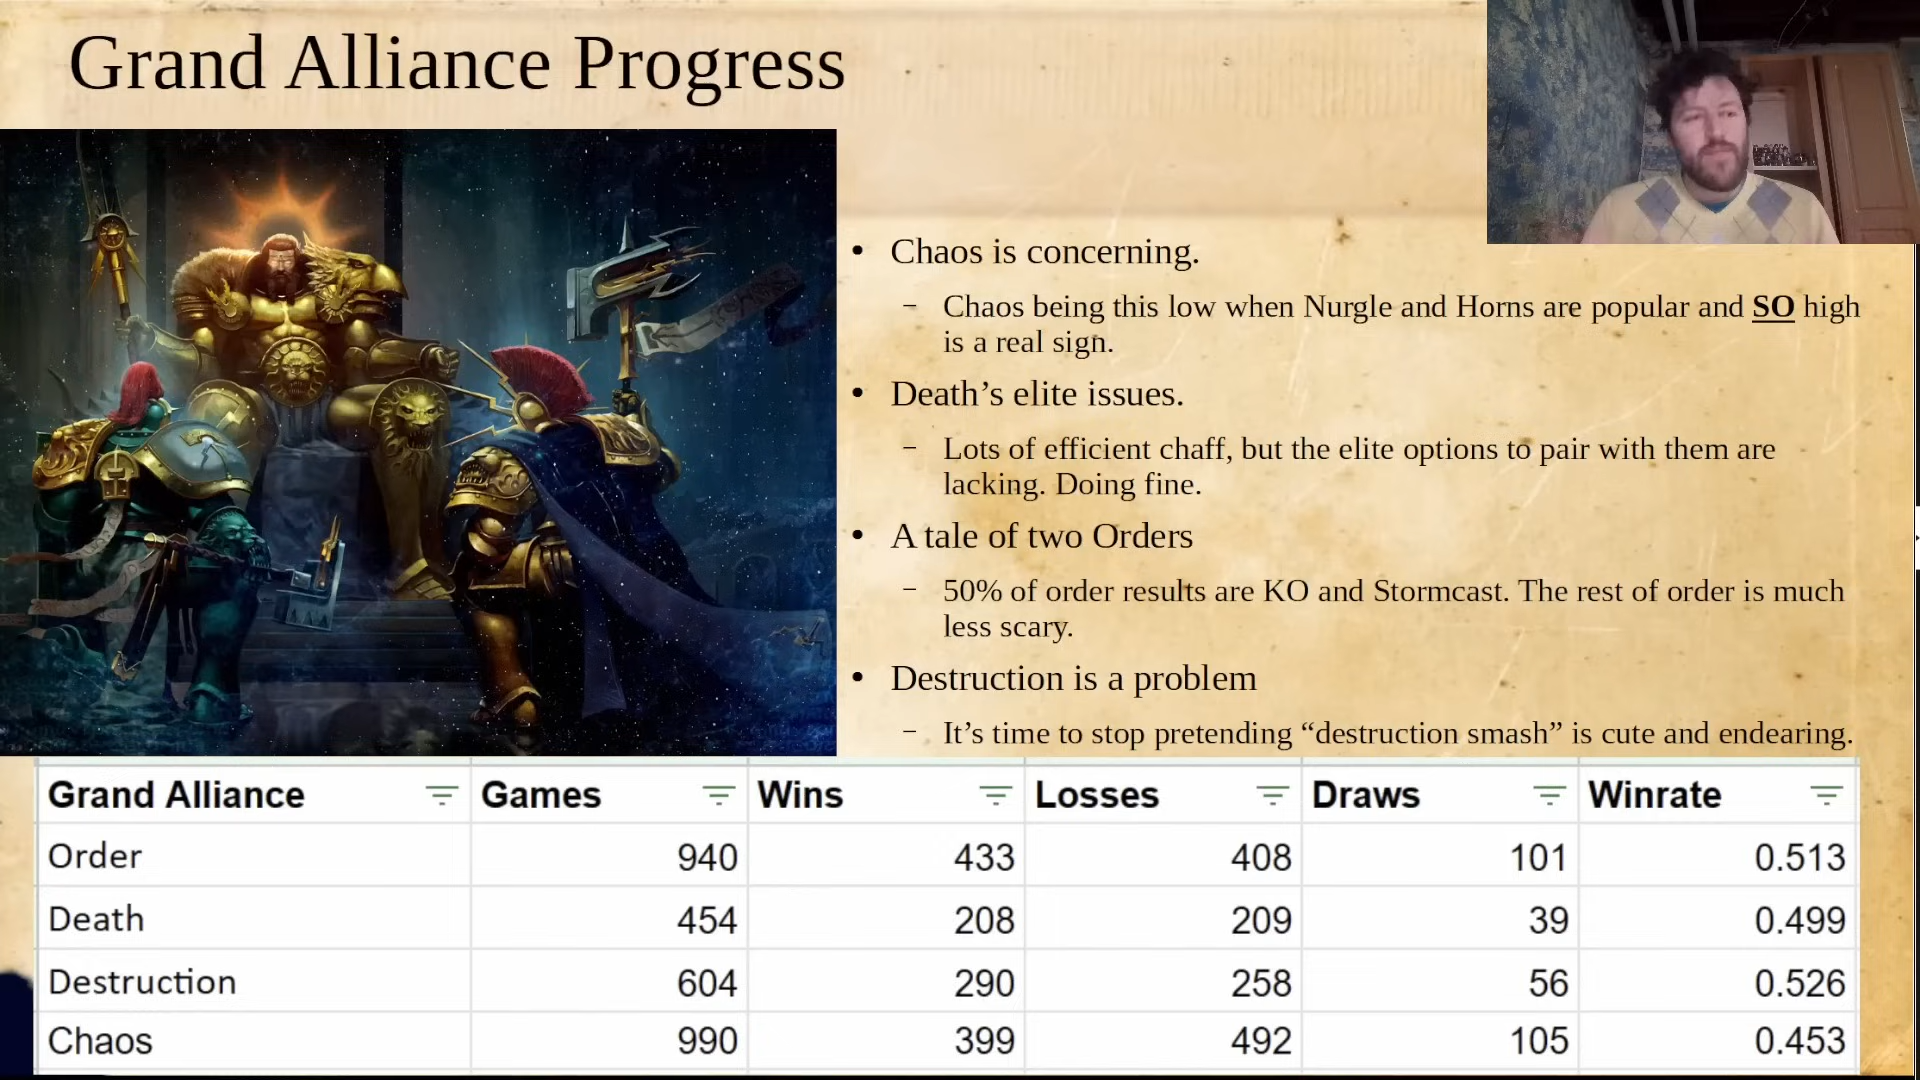 Grand Alliance Progress
• Chaos is concerning.
– Chaos being this low when Nurgle and Horns are popular and SO high
is a real sign.
• Death’s elite issues.
– Lots of efficient chaff, but the elite options to pair with them are
lacking. Doing fine.
• A tale of two Orders
– 50% of order results are KO and Stormcast. The rest of order is much
less scary.
• Destruction is a problem
– It’s time to stop pretending “destruction smash” is cute and endearing.
Grand Alliance Games Wins Losses Draws Winrate
Order 940 433 408 101 0.513
Death 454 208 209 39 0.499
Destruction 604 290 258 56 0.526
Chaos 990 399 492 105 0.453